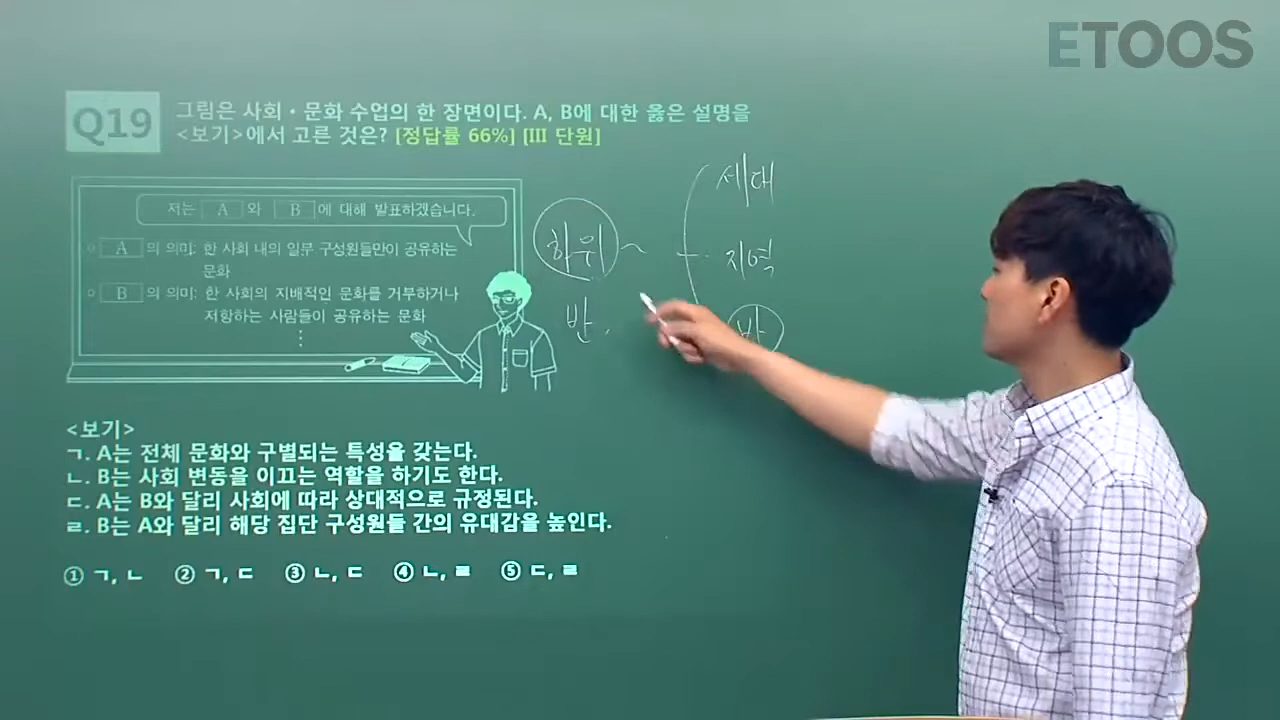 ETOOS
Q19 그림은 사회·문화 수업의 한 장면이다. A, B에 대한 옳은 설명을
<보기>에서 고른 것은? [정답률 66%] [Ⅲ 단원]
저는 A 와 B 에 대해 발표하겠습니다.
A 의 의미: 한 사회 내의 일부 구성원들만이 공유하는
문화
B 의 의미: 한 사회의 지배적인 문화를 거부하거나
저항하는 사람들이 공유하는 문화
⋮
하위~
반.
세대
지역
반
<보기>
ㄱ. A는 전체 문화와 구별되는 특성을 갖는다.
ㄴ. B는 사회 변동을 이끄는 역할을 하기도 한다.
ㄷ. A는 B와 달리 사회에 따라 상대적으로 규정된다.
ㄹ. B는 A와 달리 해당 집단 구성원들 간의 유대감을 높인다.
① ㄱ, ㄴ ② ㄱ, ㄷ ③ ㄴ, ㄷ ④ ㄴ, ㄹ ⑤ ㄷ, ㄹ